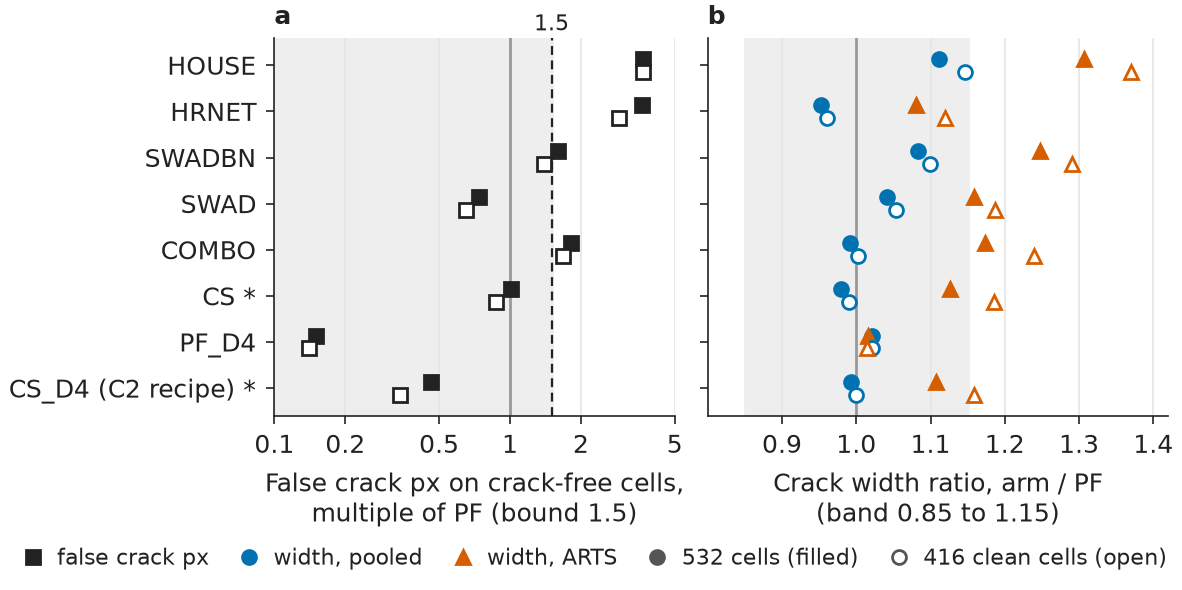 a
b
1.5
HOUSE
HRNET
SWADBN
SWAD
COMBO
CS *
PF_D4
CS_D4 (C2 recipe) *
0.1 0.2 0.5 1 2 5
0.9 1.0 1.1 1.2 1.3 1.4
False crack px on crack-free cells,
multiple of PF (bound 1.5)
Crack width ratio, arm / PF
(band 0.85 to 1.15)
false crack px width, pooled width, ARTS 532 cells (filled) 416 clean cells (open)